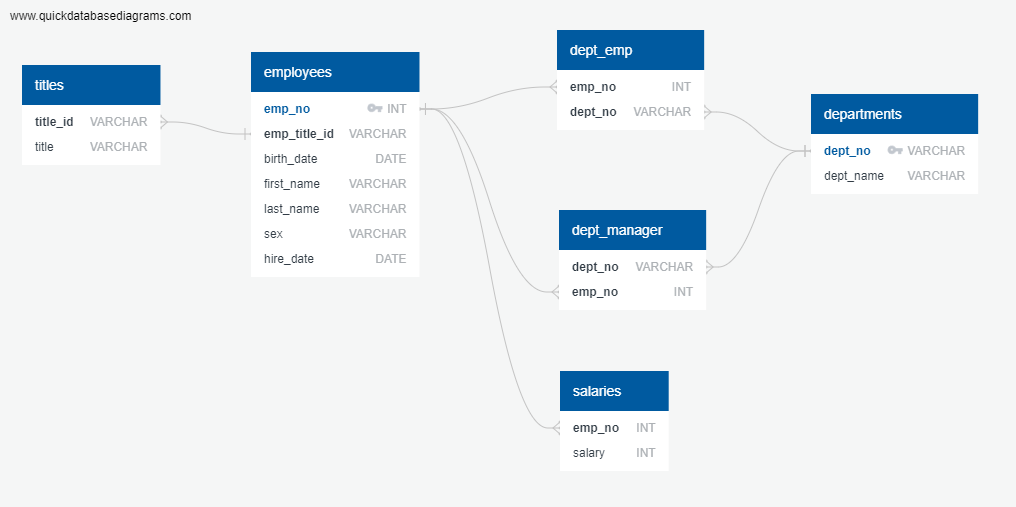 www.quickdatabasediagrams.com
titles
title_id VARCHAR
title VARCHAR
employees
emp_no INT
emp_title_id VARCHAR
birth_date DATE
first_name VARCHAR
last_name VARCHAR
sex VARCHAR
hire_date DATE
dept_emp
emp_no INT
dept_no VARCHAR
departments
dept_no VARCHAR
dept_name VARCHAR
dept_manager
dept_no VARCHAR
emp_no INT
salaries
emp_no INT
salary INT